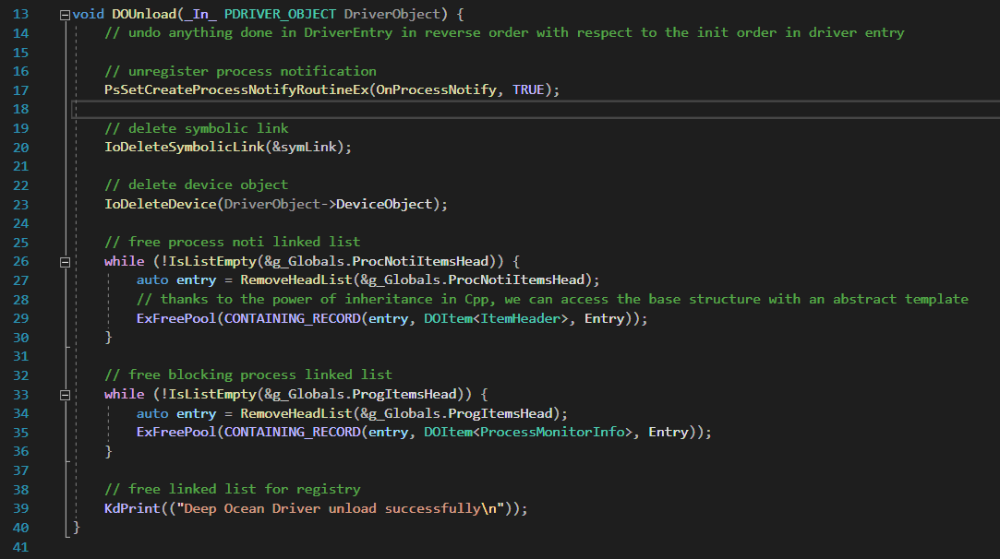 13 void DOUnload(_In_ PDRIVER_OBJECT DriverObject) {
14 // undo anything done in DriverEntry in reverse order with respect to the init order in driver entry
15
16 // unregister process notification
17 PsSetCreateProcessNotifyRoutineEx(OnProcessNotify, TRUE);
18
19 // delete symbolic link
20 IoDeleteSymbolicLink(&symLink);
21
22 // delete device object
23 IoDeleteDevice(DriverObject->DeviceObject);
24
25 // free process noti linked list
26 while (!IsListEmpty(&g_Globals.ProcNotiItemsHead)) {
27 auto entry = RemoveHeadList(&g_Globals.ProcNotiItemsHead);
28 // thanks to the power of inheritance in Cpp, we can access the base structure with an abstract template
29 ExFreePool(CONTAINING_RECORD(entry, DOItem<ItemHeader>, Entry));
30 }
31
32 // free blocking process linked list
33 while (!IsListEmpty(&g_Globals.ProgItemsHead)) {
34 auto entry = RemoveHeadList(&g_Globals.ProgItemsHead);
35 ExFreePool(CONTAINING_RECORD(entry, DOItem<ProcessMonitorInfo>, Entry));
36 }
37
38 // free linked list for registry
39 KdPrint(("Deep Ocean Driver unload successfully\n"));
40 }
41